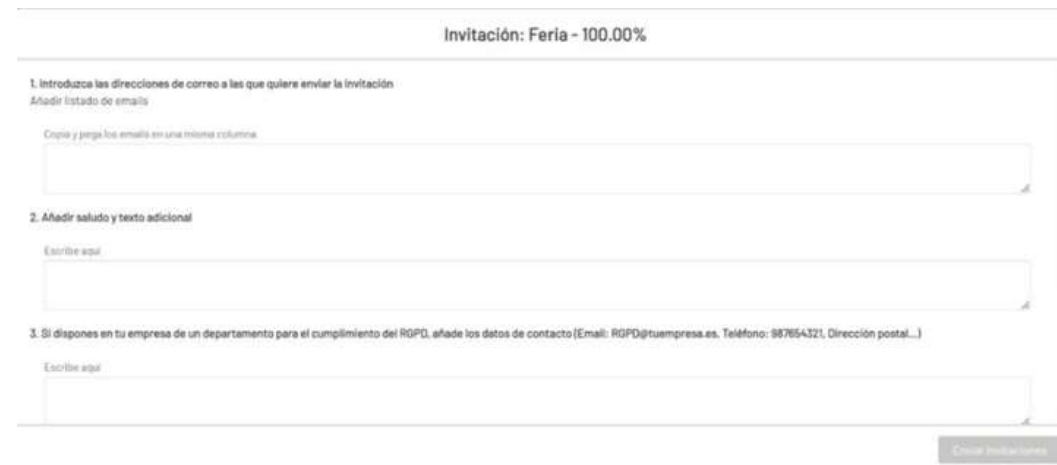 Invitación: Feria - 100.00%
1. Introduzca las direcciones de correo a las que quiere enviar la invitación
Añadir listado de emails
Copia y pega los emails en una misma columna
2. Añadir saludo y texto adicional
Escribe aquí
3. Si dispones en tu empresa de un departamento para el cumplimiento del RGPD, añade los datos de contacto (Email: RGPD@tuempresa.es, Teléfono: 987654321, Dirección postal...)
Escribe aquí
Enviar invitaciones